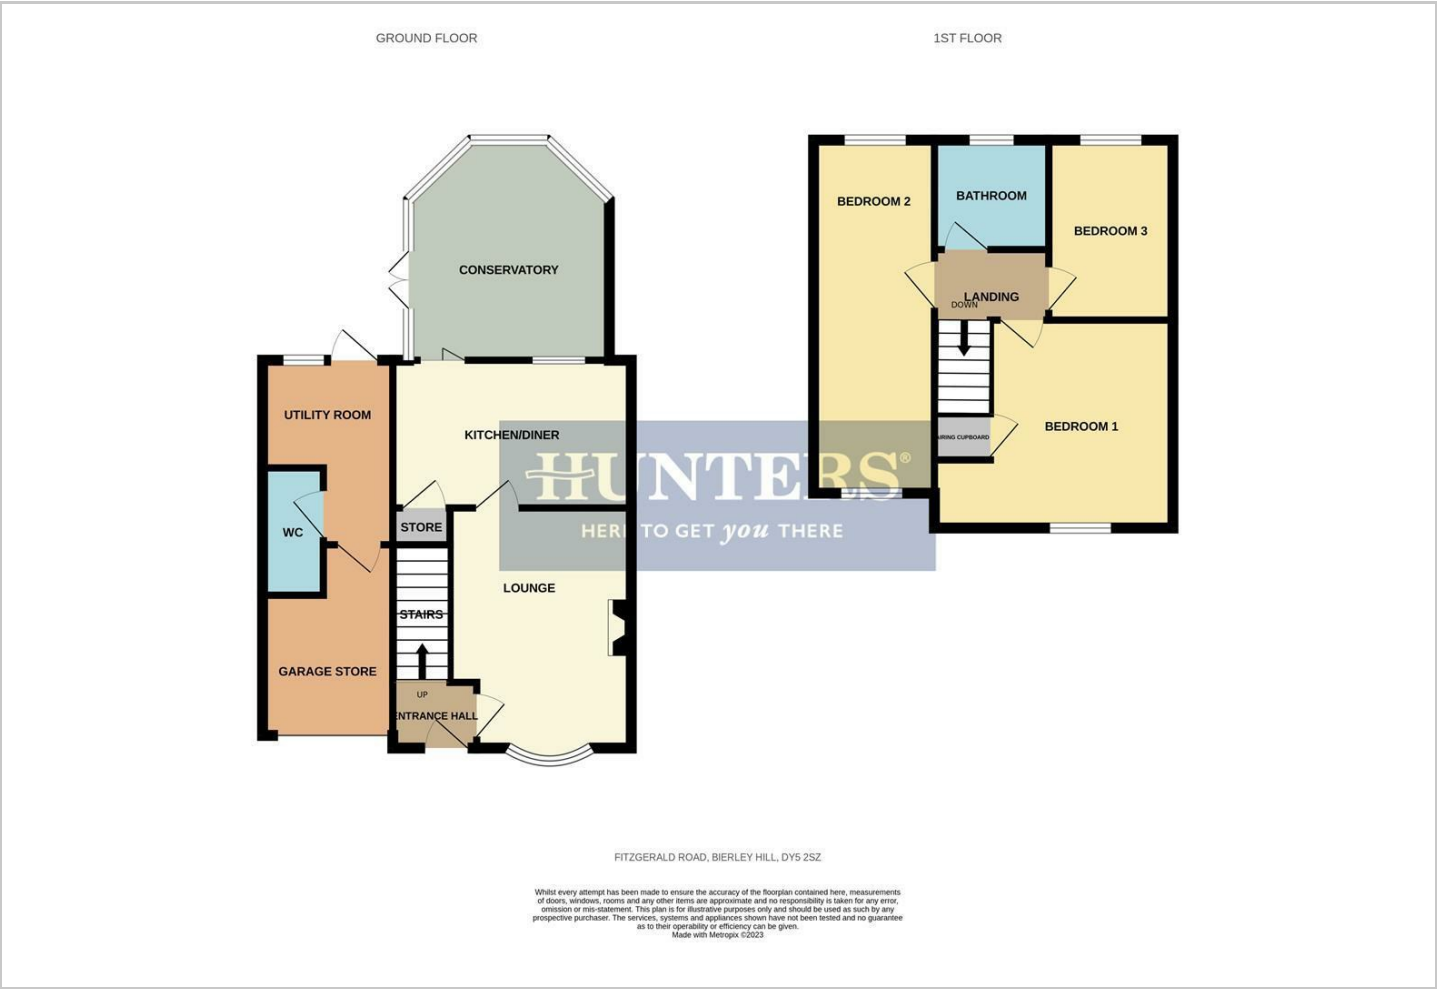 GROUND FLOOR
1ST FLOOR
CONSERVATORY
UTILITY ROOM
KITCHEN/DINER
WC
STORE
LOUNGE
STAIRS
GARAGE STORE
UP
ENTRANCE HALL
BEDROOM 2
BATHROOM
BEDROOM 3
LANDING
DOWN
BEDROOM 1
AIRING CUPBOARD
HUNTERS®
HERE TO GET you THERE
FITZGERALD ROAD, BIERLEY HILL, DY5 2SZ
Whilst every attempt has been made to ensure the accuracy of the floorplan contained here, measurements
of doors, windows, rooms and any other items are approximate and no responsibility is taken for any error,
omission or mis-statement. This plan is for illustrative purposes only and should be used as such by any
prospective purchaser. The services, systems and appliances shown have not been tested and no guarantee
as to their operability or efficiency can be given.
Made with Metropix ©2023